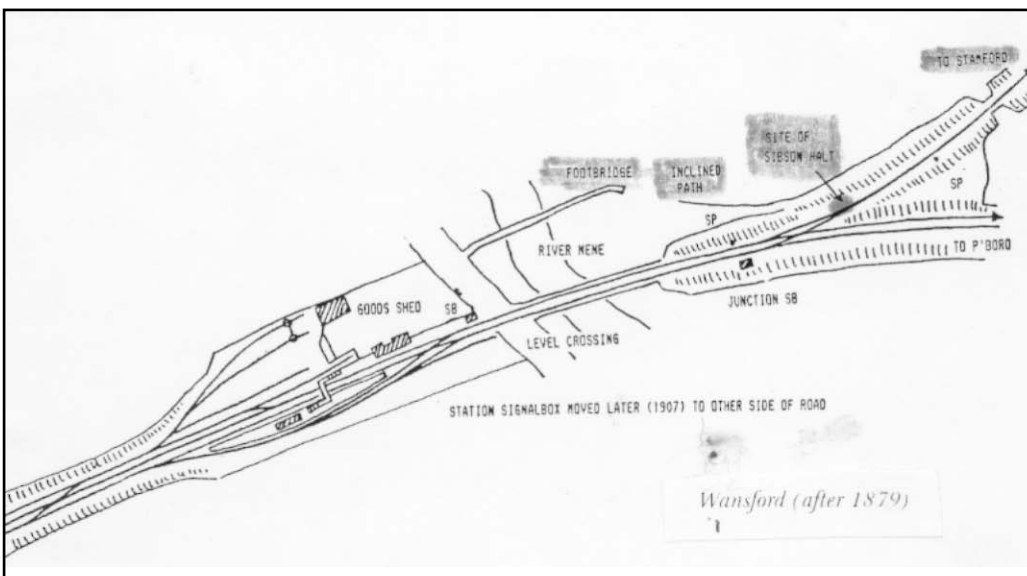 TO STAMFORD
SITE OF
SIBSON HALT
FOOTBRIDGE
INCLINED
PATH
SP
SP
RIVER NENE
TO P'BORO
GOODS SHED
SB
JUNCTION SB
LEVEL CROSSING
STATION SIGNALBOX MOVED LATER (1907) TO OTHER SIDE OF ROAD
Wansford (after 1879)